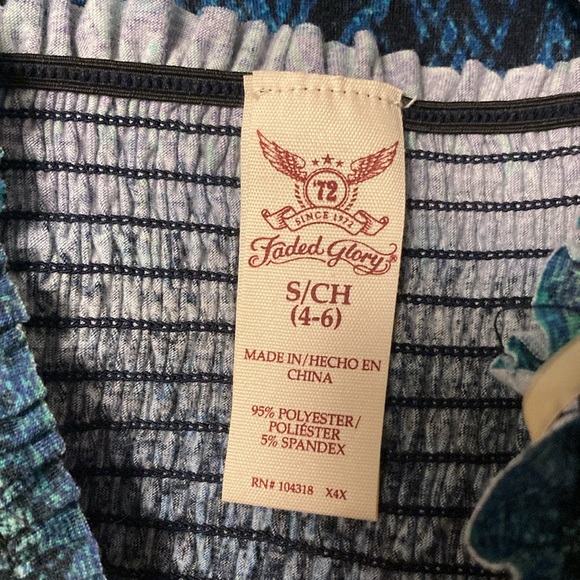 '72
SINCE 1972
Faded Glory®
S/CH
(4-6)
MADE IN/HECHO EN
CHINA
95% POLYESTER/
POLIÉSTER
5% SPANDEX
RN# 104318 X4X